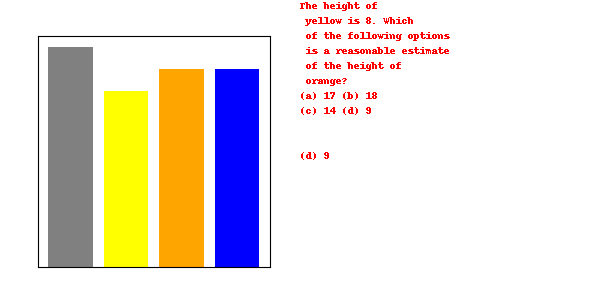 The height of
yellow is 8. Which
of the following options
is a reasonable estimate
of the height of
orange?
(a) 17 (b) 18
(c) 14 (d) 9
(d) 9